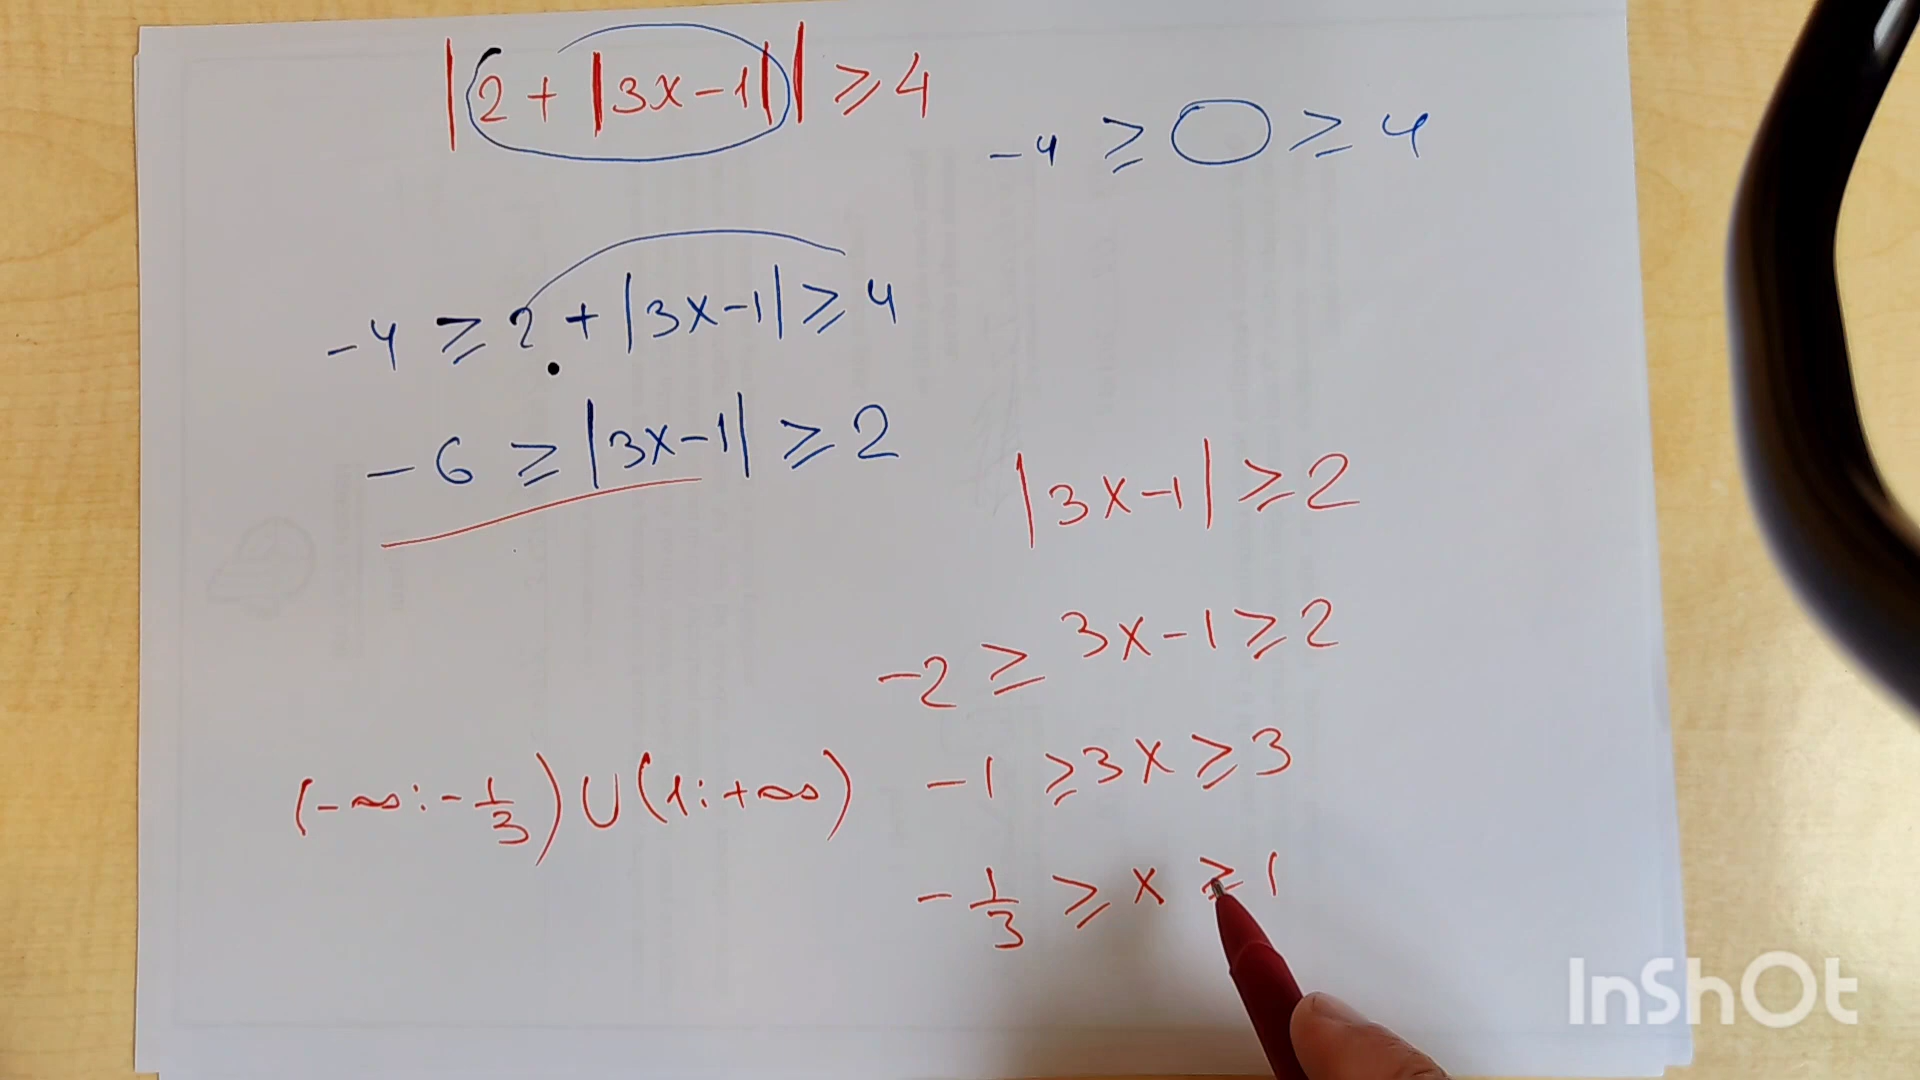 |2 + |3x-1|| ≥ 4
-4 ≥ ≥ 4
-4 ≥ 2 + |3x-1| ≥ 4
-6 ≥ |3x-1| ≥ 2
|3x-1| ≥ 2
-2 ≥ 3x-1 ≥ 2
-1 ≥ 3x ≥ 3
-1/3 ≥ x ≥ 1
(-∞:-1/3) ∪ (1:+∞)
InShOt